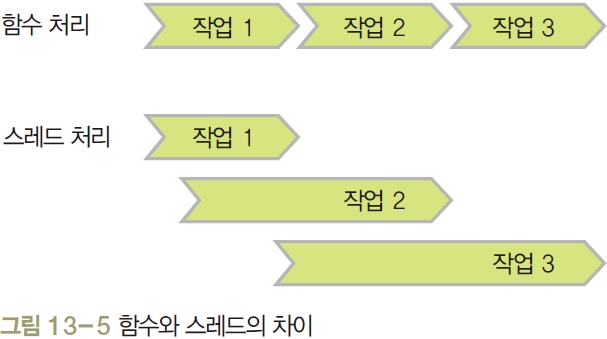 함수 처리 작업 1 작업 2 작업 3
스레드 처리 작업 1
작업 2
작업 3
그림 13-5 함수와 스레드의 차이